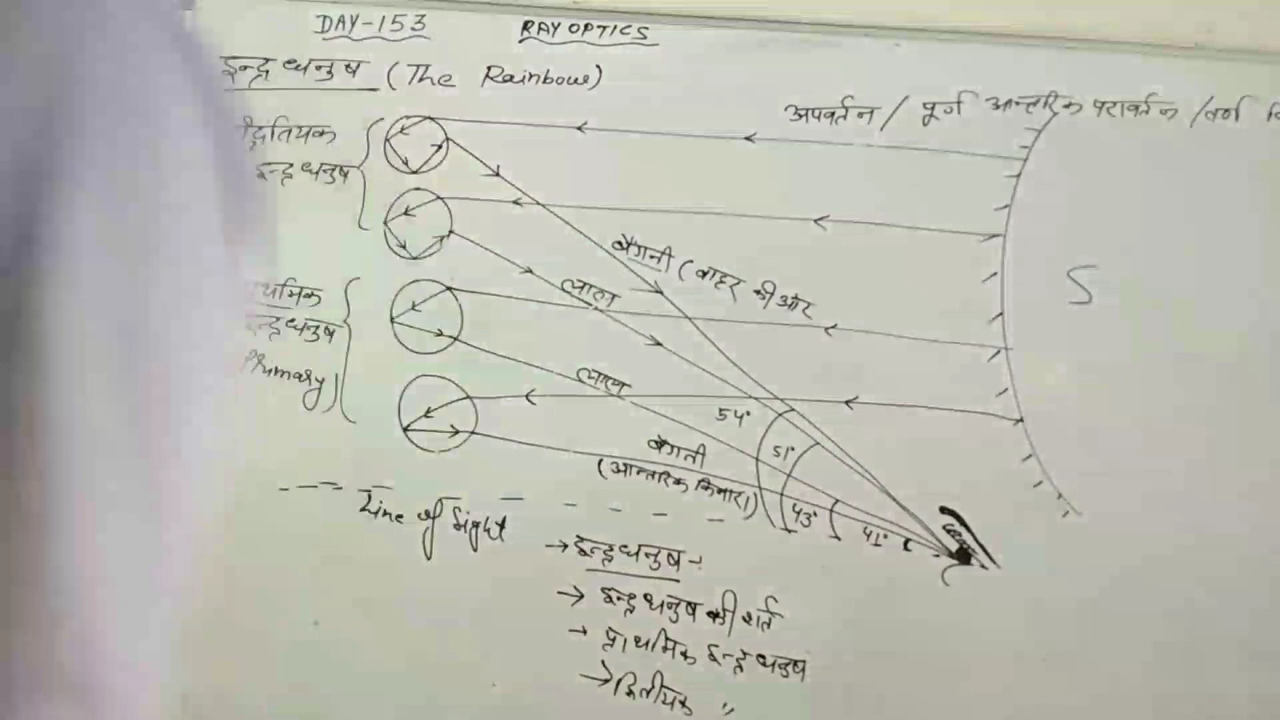 DAY-153 RAY OPTICS
इन्द्रधनुष (The Rainbow)
अपवर्तन / पूर्ण आन्तरिक परावर्तन / वर्ण
इन्द्रधनुष
बैंगनी ( बाहर की ओर
लाल
S
इन्द्रधनुष
Primary)
लाल
54°
51°
बैंगनी
(आन्तरिक किनारा)
43°
41°
Line of Sight
→ इन्द्रधनुष -:
→ इन्द्रधनुष की शर्त
→ प्राथमिक इन्द्रधनुष
→ द्वितीयक "